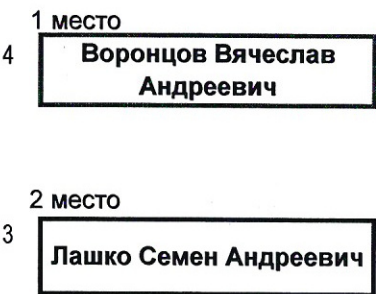 1 место
4
Воронцов Вячеслав
Андреевич
2 место
3
Лашко Семен Андреевич